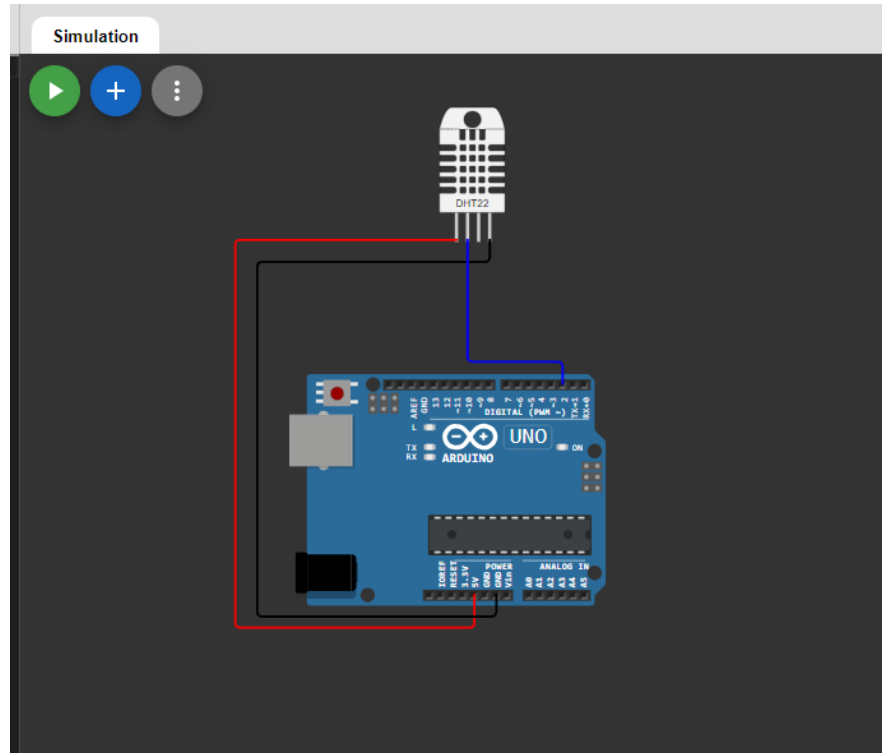 Simulation
DHT22
AREF
GND
13
12
~11
~10
~9
8
7
~6
~5
4
~3
2
TX→1
RX←0
DIGITAL (PWM ~)
L
TX
RX
UNO
ON
ARDUINO
POWER
ANALOG IN
IOREF
RESET
3.3V
5V
GND
GND
Vin
A0
A1
A2
A3
A4
A5